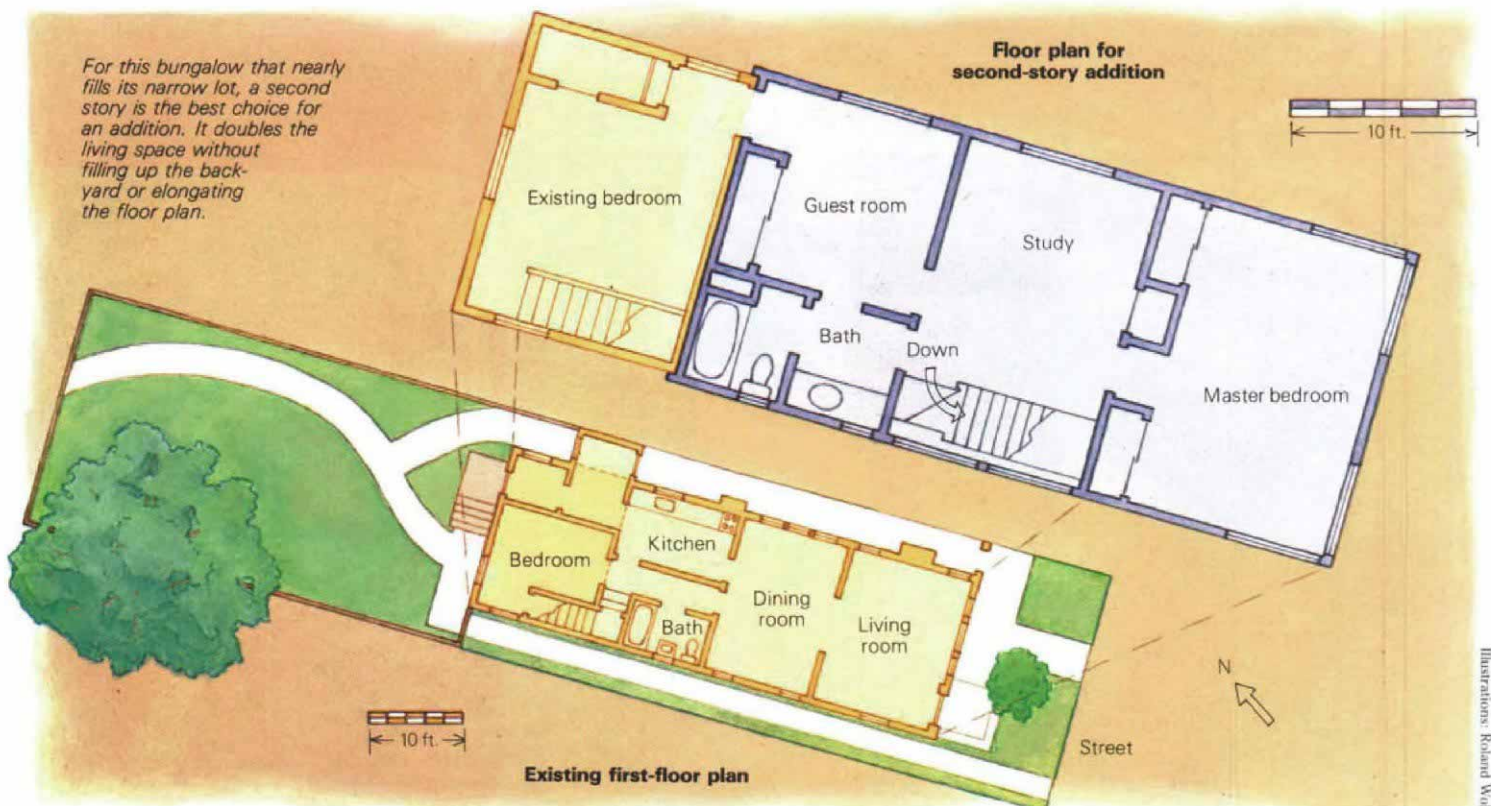 For this bungalow that nearly
fills its narrow lot, a second
story is the best choice for
an addition. It doubles the
living space without
filling up the back-
yard or elongating
the floor plan.
Floor plan for
second-story addition
10 ft.
Existing bedroom
Guest room
Study
Bath
Down
Master bedroom
Bedroom
Kitchen
Bath
Dining
room
Living
room
N
Street
10 ft.
Existing first-floor plan
Illustrations: Roland